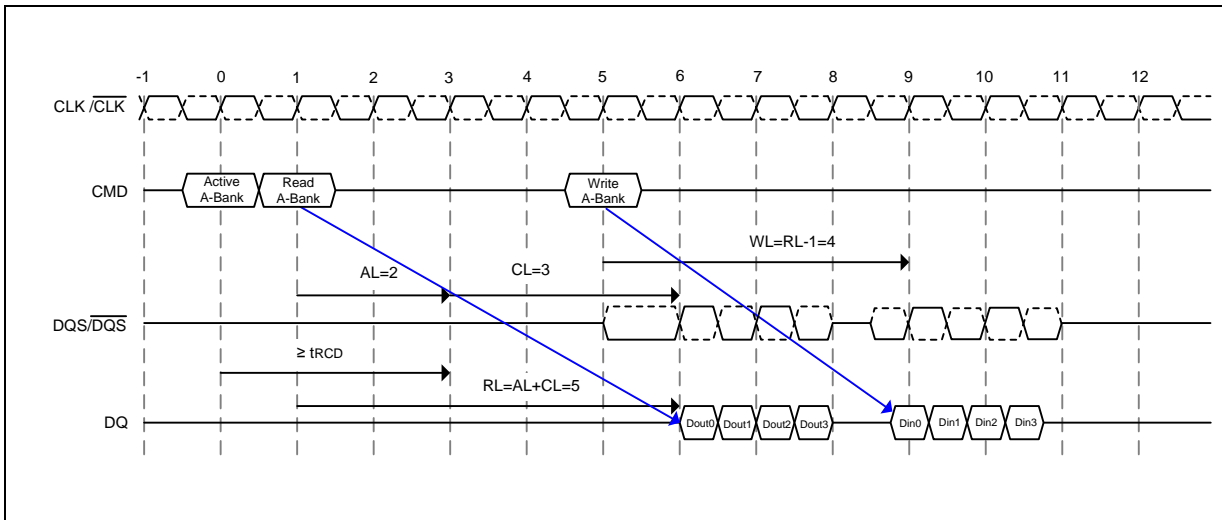 -1 0 1 2 3 4 5 6 7 8 9 10 11 12
CLK /C̅L̅K̅
CMD
Active
A-Bank
Read
A-Bank
Write
A-Bank
WL=RL-1=4
AL=2
CL=3
DQS/D̅Q̅S̅
≥ tRCD
RL=AL+CL=5
DQ
Dout0 Dout1 Dout2 Dout3 Din0 Din1 Din2 Din3